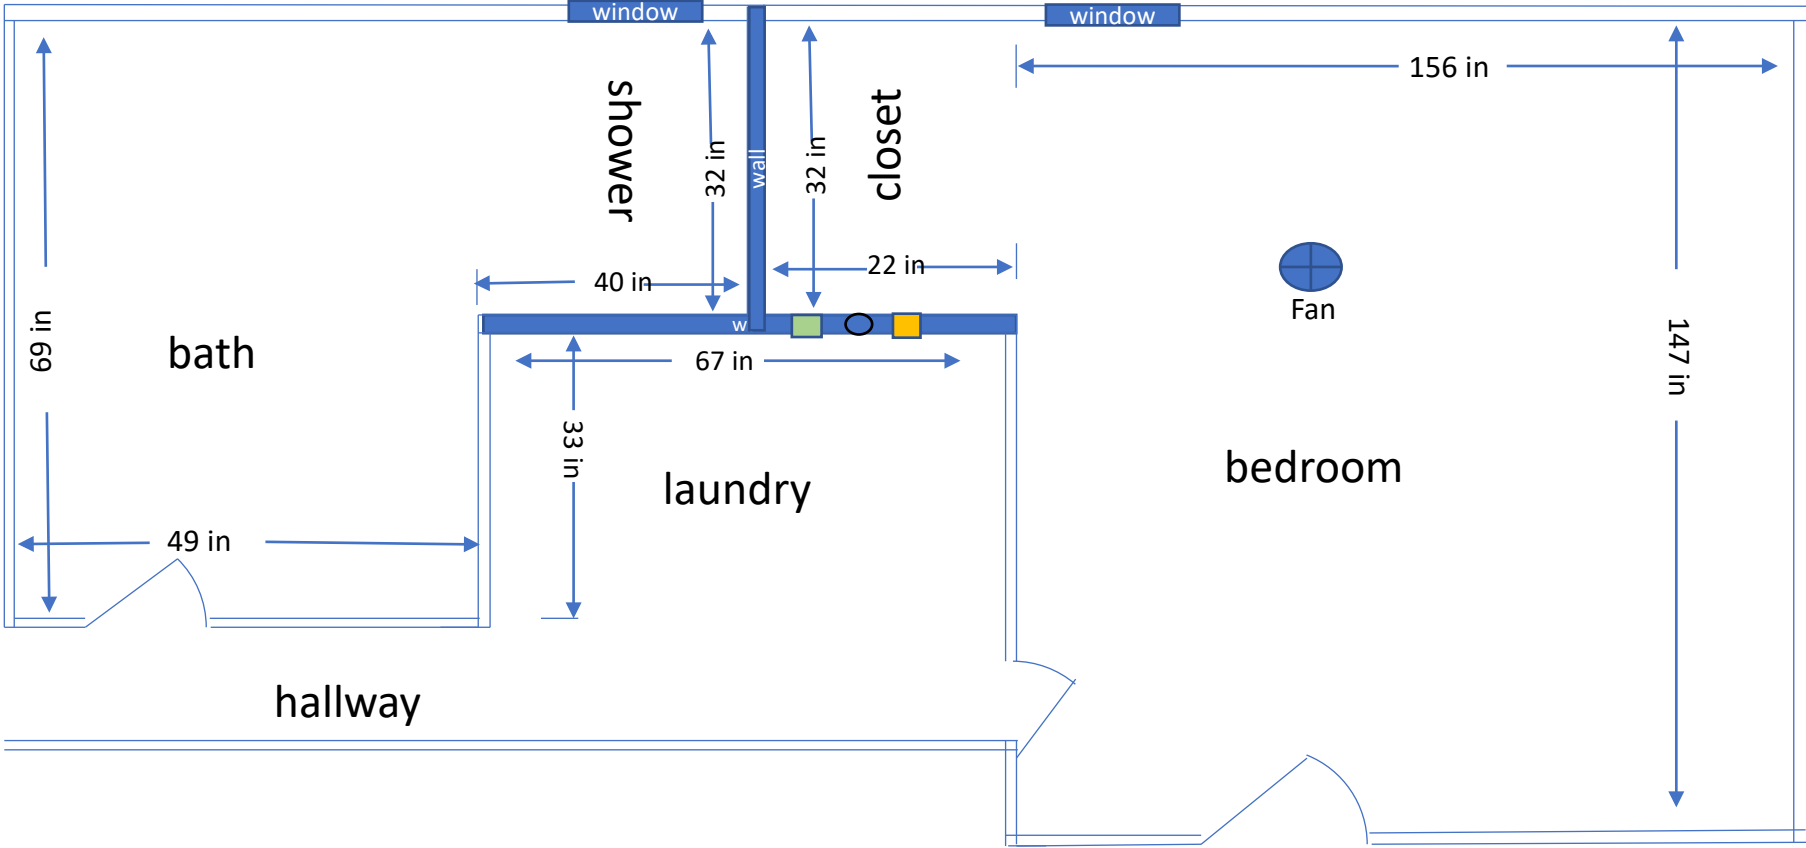 window
window
156 in
shower
32 in
wall
32 in
closet
40 in
22 in
Fan
w
69 in
bath
67 in
147 in
33 in
laundry
bedroom
49 in
hallway